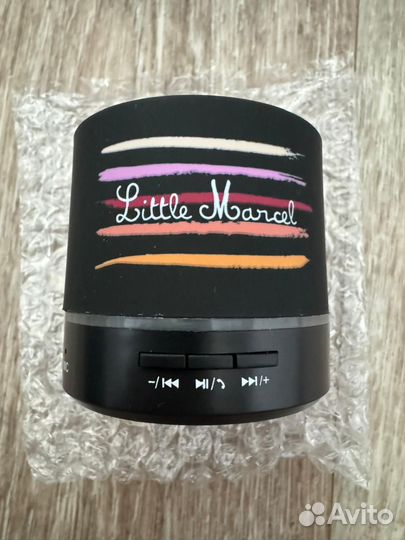 Little Marcel
-/⏮ ⏯/📞 ⏭/+
Avito